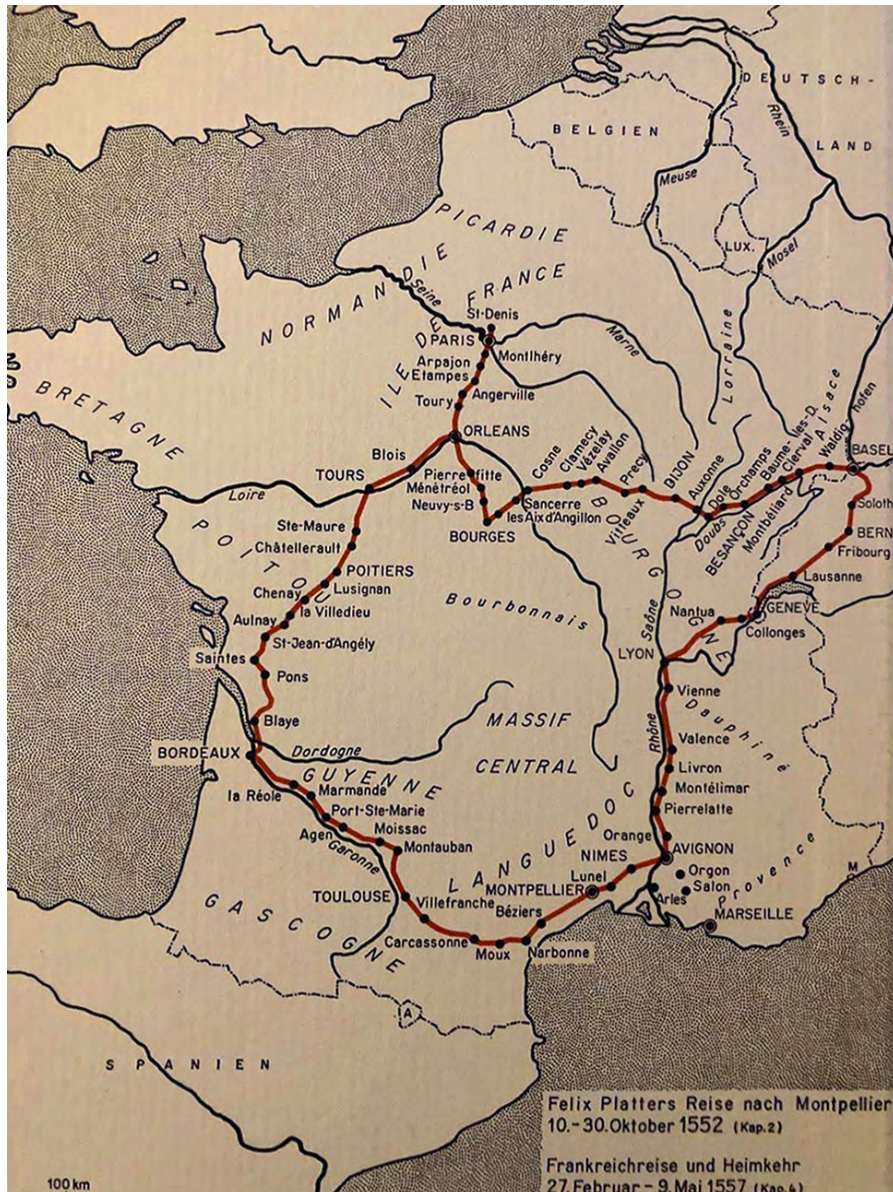 DEUTSCH-
Rhein
BELGIEN
LAND
Meuse
PICARDIE
LUX.
Mosel
NORMANDIE
Seine
ILE DE FRANCE
St-Denis
PARIS
Marne
Lorraine
Arpajon
Montlhéry
Etampes
Angerville
Toury
BRETAGNE
Alsace
ORLEANS
Blois
TOURS
Loire
Pierrefitte
Ménétréol
Neuvy-s-B
BOURGES
Cosne
Sancerre
les Aix d'Angillon
Clamecy
Vézelay
Avallon
Precy
Vitteaux
DIJON
Auxonne
Dole
Orchamps
Doubs
BESANÇON
Baume-les-D.
Clerval
Montbéliard
Waldighofen
BASEL
Soloth
BERN
Fribourg
Lausanne
GENEVE
Collonges
Nantua
BOURGOGNE
Saône
POITOU
Ste-Maure
Châtellerault
POITIERS
Lusignan
Chenay
la Villedieu
Aulnay
St-Jean-d'Angély
Saintes
Pons
Bourbonnais
LYON
Vienne
Dauphiné
Blaye
BORDEAUX
Dordogne
MASSIF
CENTRAL
Rhône
Valence
Livron
Montélimar
Pierrelatte
GUYENNE
la Réole
Marmande
Port-Ste-Marie
Agen
Moissac
Garonne
Montauban
LANGUEDOC
Orange
AVIGNON
NIMES
Lunel
MONTPELLIER
Orgon
Salon
Arles
Provence
M
MARSEILLE
TOULOUSE
Villefranche
Béziers
GASCOGNE
Carcassonne
Moux
Narbonne
A
SPANIEN
Felix Platters Reise nach Montpellier
10.-30. Oktober 1552 (Kap. 2)
Frankreichreise und Heimkehr
27. Februar - 9. Mai 1557 (Kap. 4)
100 km